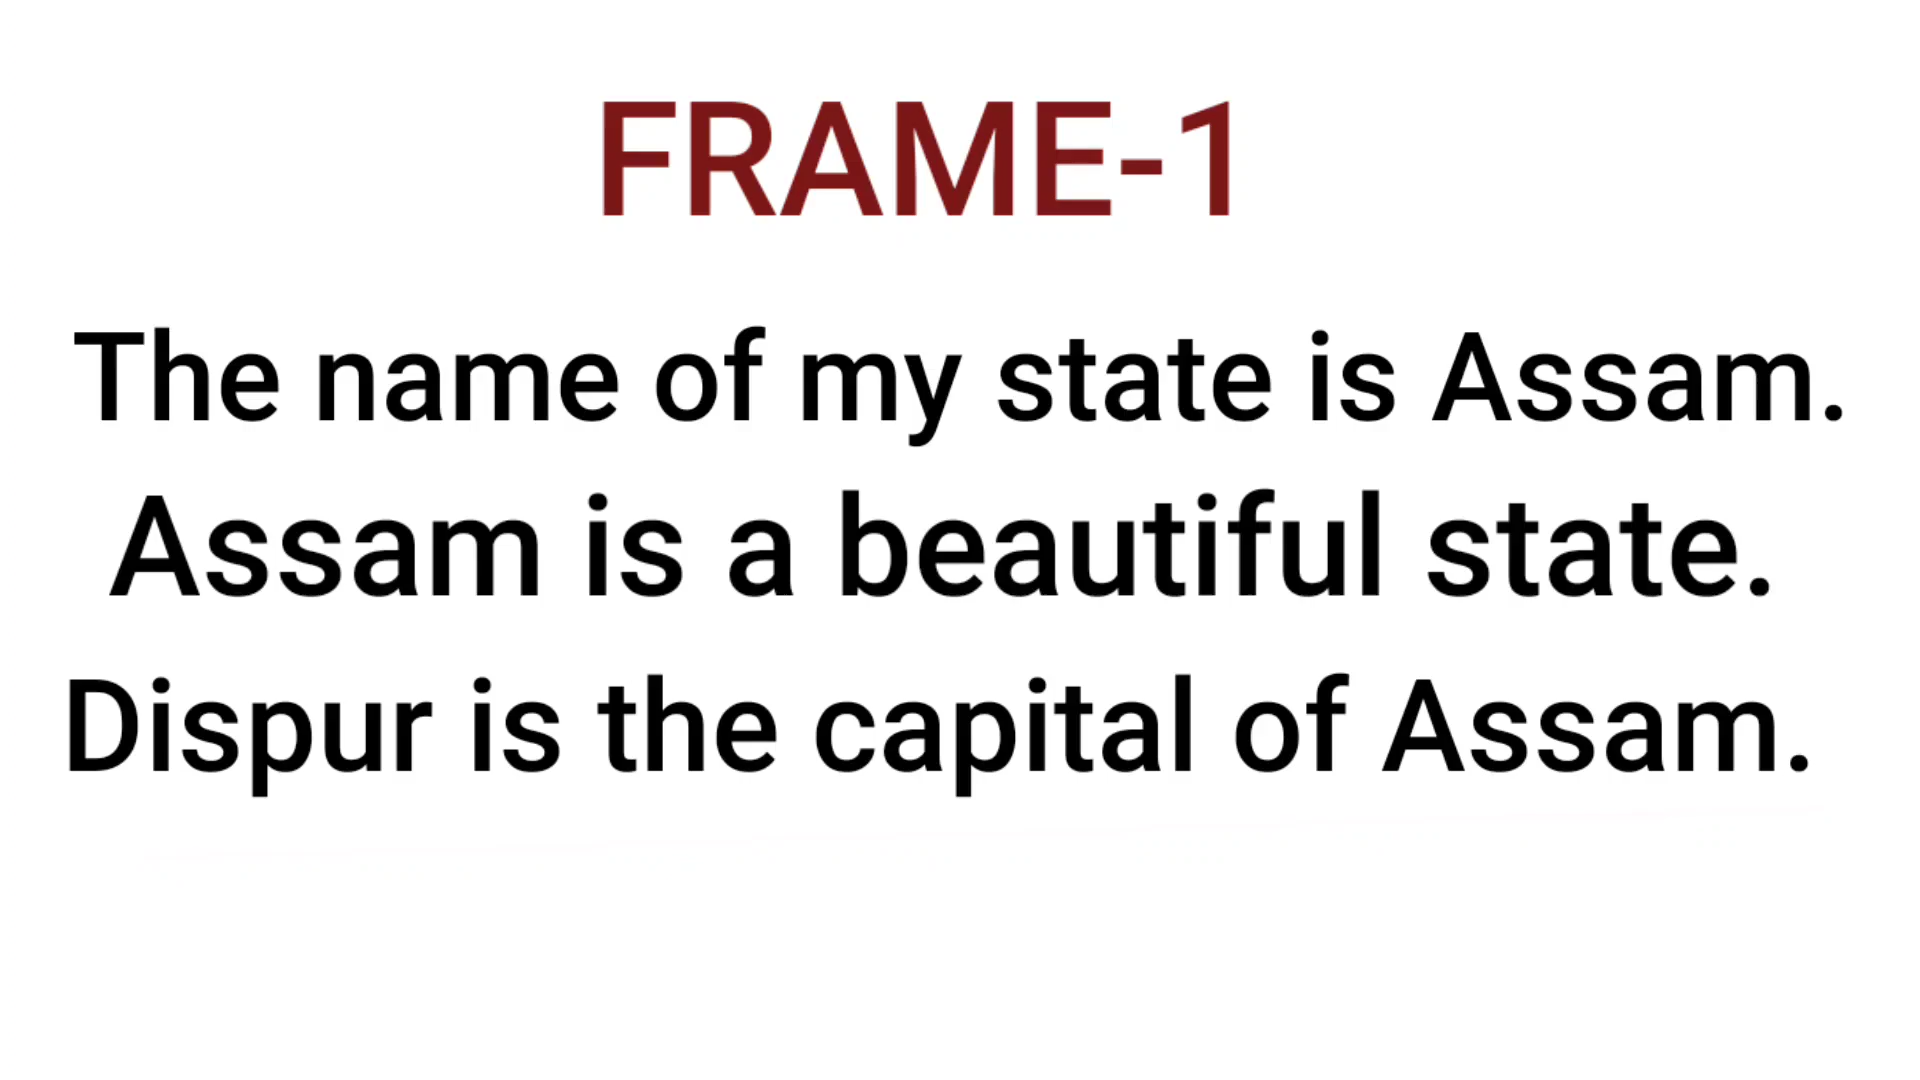 FRAME-1
The name of my state is Assam.
Assam is a beautiful state.
Dispur is the capital of Assam.